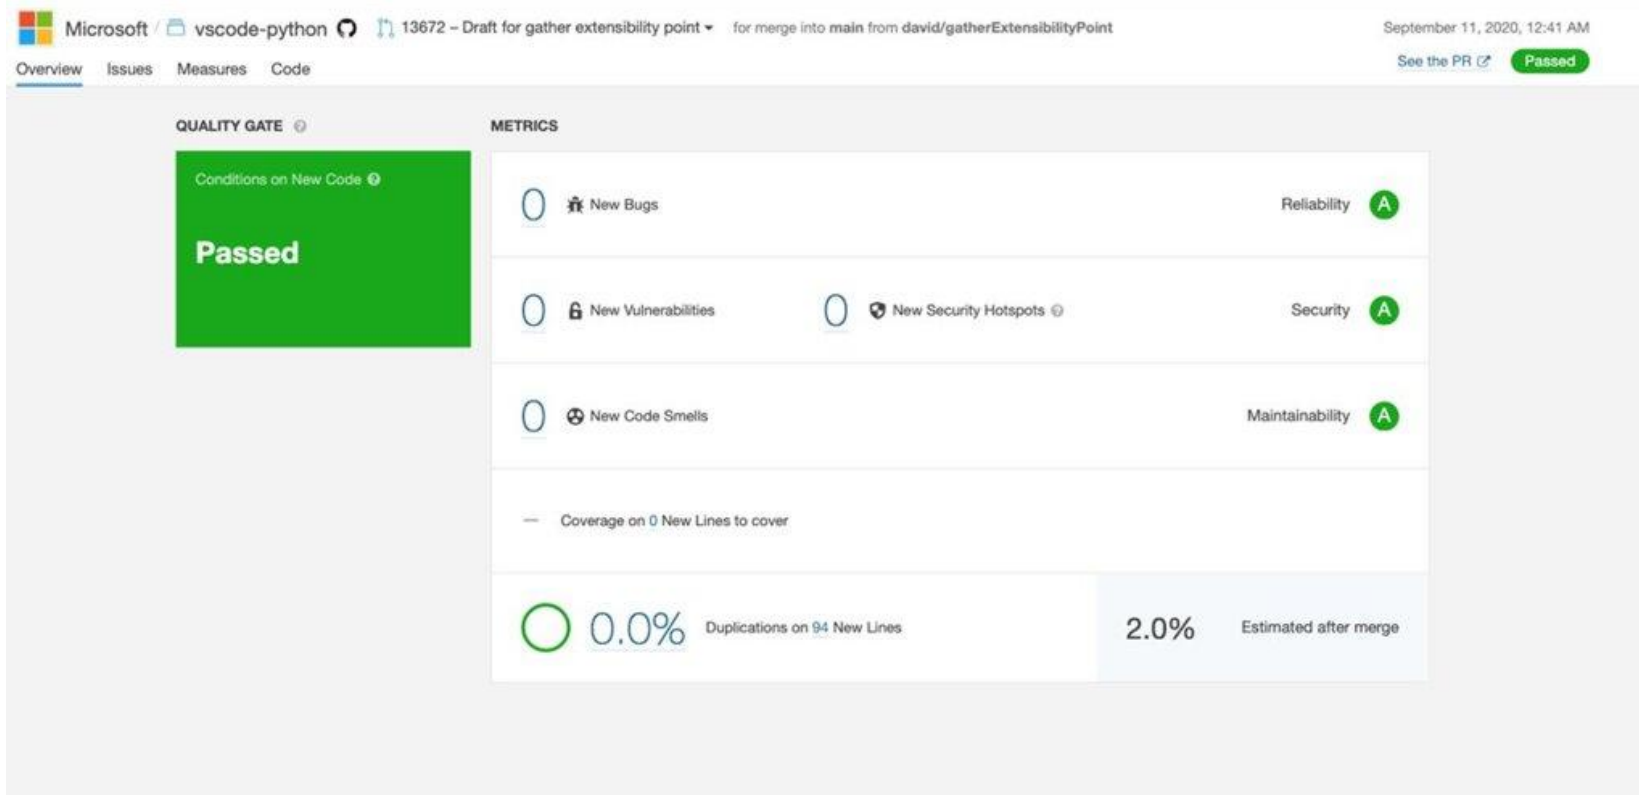 Microsoft / vscode-python 13672 – Draft for gather extensibility point for merge into main from david/gatherExtensibilityPoint September 11, 2020, 12:41 AM
Overview Issues Measures Code See the PR Passed
QUALITY GATE METRICS
Conditions on New Code
Passed
0 New Bugs Reliability A
0 New Vulnerabilities 0 New Security Hotspots Security A
0 New Code Smells Maintainability A
— Coverage on 0 New Lines to cover
0.0% Duplications on 94 New Lines 2.0% Estimated after merge